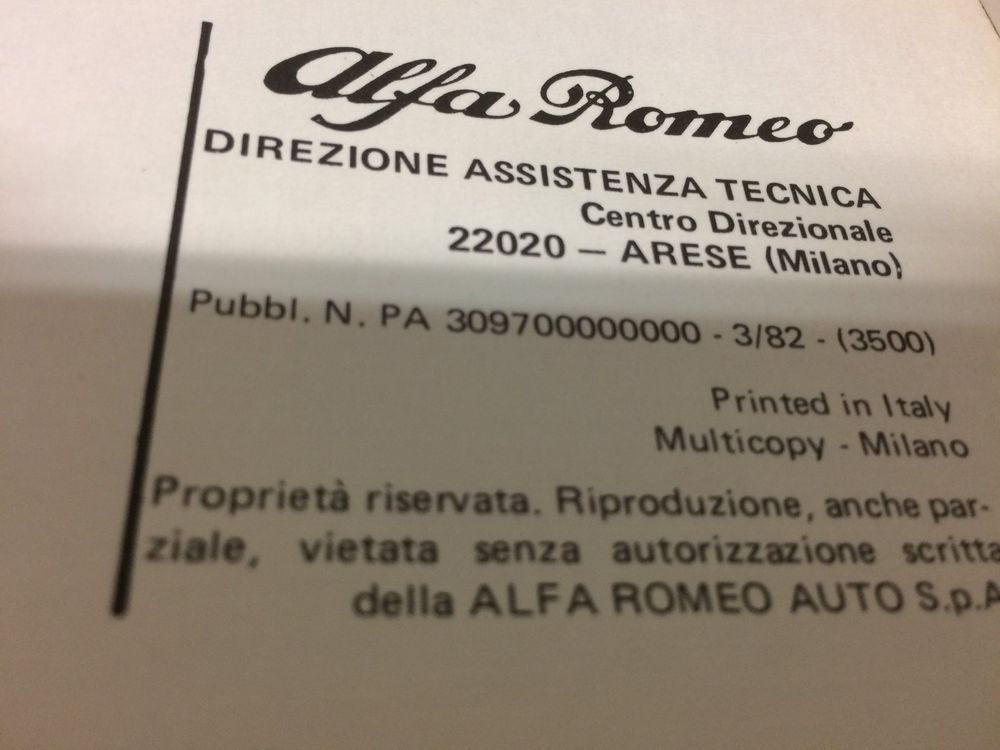 Alfa Romeo
DIREZIONE ASSISTENZA TECNICA
Centro Direzionale
22020 — ARESE (Milano)
Pubbl. N. PA 309700000000 - 3/82 - (3500)
Printed in Italy
Multicopy - Milano
Proprietà riservata. Riproduzione, anche par-
ziale, vietata senza autorizzazione scritta
della ALFA ROMEO AUTO S.p.A